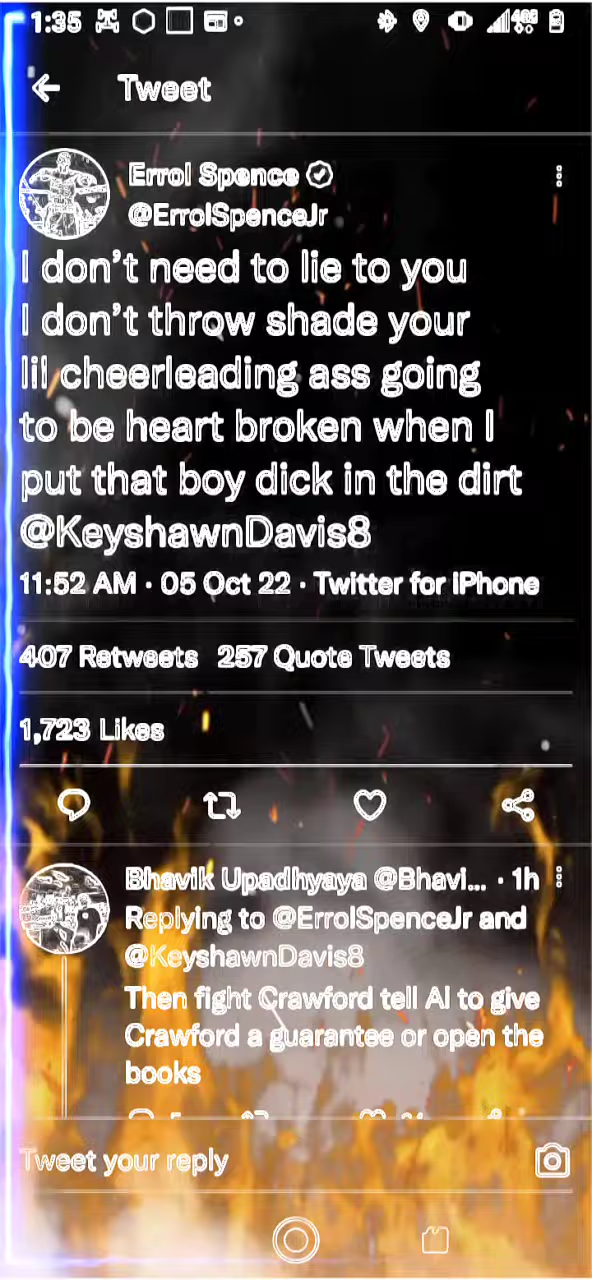 1:35
Tweet
Errol Spence
@ErrolSpenceJr
I don't need to lie to you
I don't throw shade your
lil cheerleading ass going
to be heart broken when I
put that boy dick in the dirt
@KeyshawnDavis8
11:52 AM · 05 Oct 22 · Twitter for iPhone
407 Retweets 257 Quote Tweets
1,723 Likes
Bhavik Upadhyaya @Bhavi... · 1h
Replying to @ErrolSpenceJr and
@KeyshawnDavis8
Then fight Crawford tell Al to give
Crawford a guarantee or open the
books
Tweet your reply